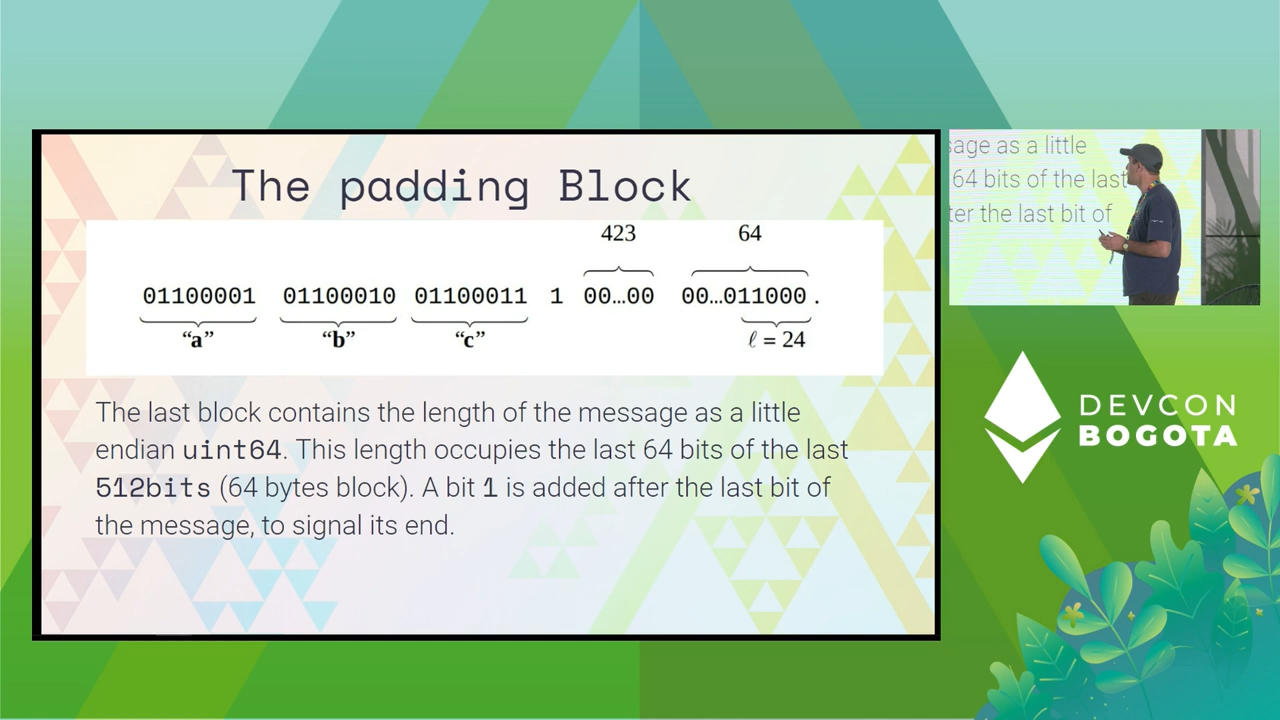 The padding Block
423 64
01100001 01100010 01100011 1 00…00 00…011000 .
“a” “b” “c” ℓ = 24
The last block contains the length of the message as a little
endian uint64. This length occupies the last 64 bits of the last
512bits (64 bytes block). A bit 1 is added after the last bit of
the message, to signal its end.
sage as a little
64 bits of the last
ter the last bit of
DEVCON
BOGOTA